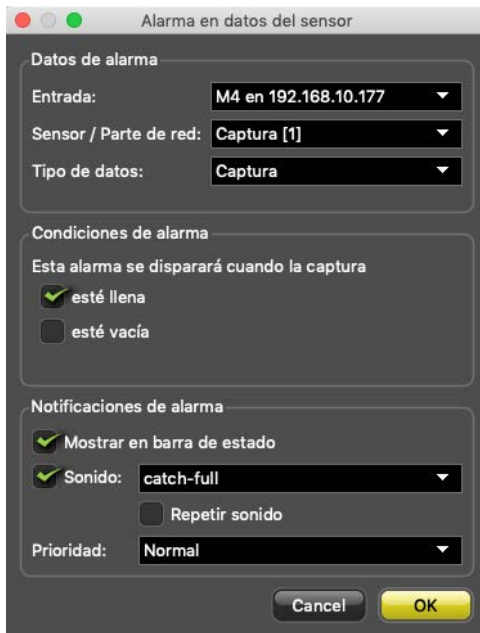 Alarma en datos del sensor
Datos de alarma
Entrada: M4 en 192.168.10.177
Sensor / Parte de red: Captura [1]
Tipo de datos: Captura
Condiciones de alarma
Esta alarma se disparará cuando la captura
esté llena
esté vacía
Notificaciones de alarma
Mostrar en barra de estado
Sonido: catch-full
Repetir sonido
Prioridad: Normal
Cancel OK